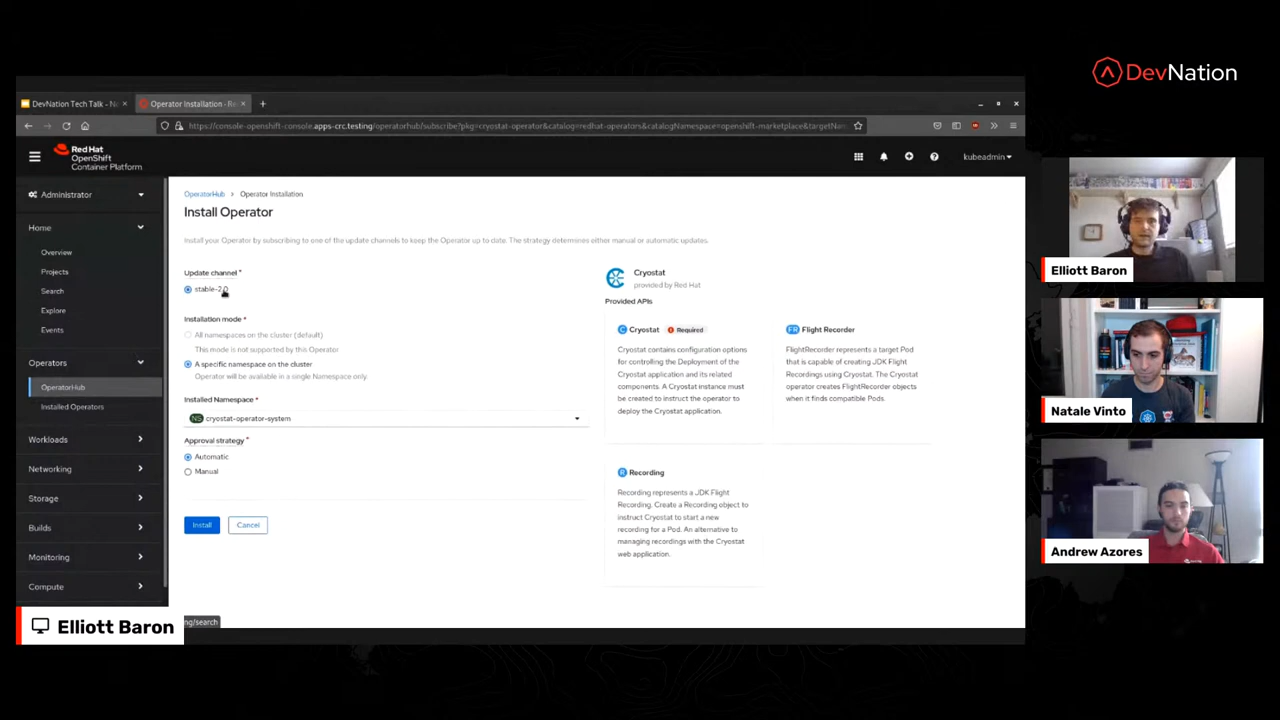 DevNation
DevNation Tech Talk - N
Operator Installation - Re
https://console-openshift-console.apps-crc.testing/operatorhub/subscribe?pkg=cryostat-operator&catalog=redhat-operators&catalogNamespace=openshift-marketplace&targetNam
Red Hat
OpenShift
Container Platform
kubeadmin
Administrator
Home
Overview
Projects
Search
Explore
Events
Operators
OperatorHub
Installed Operators
Workloads
Networking
Storage
Builds
Monitoring
Compute
OperatorHub > Operator Installation
Install Operator
Install your Operator by subscribing to one of the update channels to keep the Operator up to date. The strategy determines either manual or automatic updates.
Update channel *
stable-2.0
Installation mode *
All namespaces on the cluster (default)
This mode is not supported by this Operator
A specific namespace on the cluster
Operator will be available in a single Namespace only.
Installed Namespace *
NS cryostat-operator-system
Approval strategy *
Automatic
Manual
Install Cancel
Cryostat
provided by Red Hat
Provided APIs
C Cryostat Required
Cryostat contains configuration options
for controlling the Deployment of the
Cryostat application and its related
components. A Cryostat instance must
be created to instruct the operator to
deploy the Cryostat application.
FR Flight Recorder
FlightRecorder represents a target Pod
that is capable of creating JDK Flight
Recordings using Cryostat. The Cryostat
operator creates FlightRecorder objects
when it finds compatible Pods.
R Recording
Recording represents a JDK Flight
Recording. Create a Recording object to
instruct Cryostat to start a new
recording for a Pod. An alternative to
managing recordings with the Cryostat
web application.
ng/search
Elliott Baron
Elliott Baron
Natale Vinto
Andrew Azores